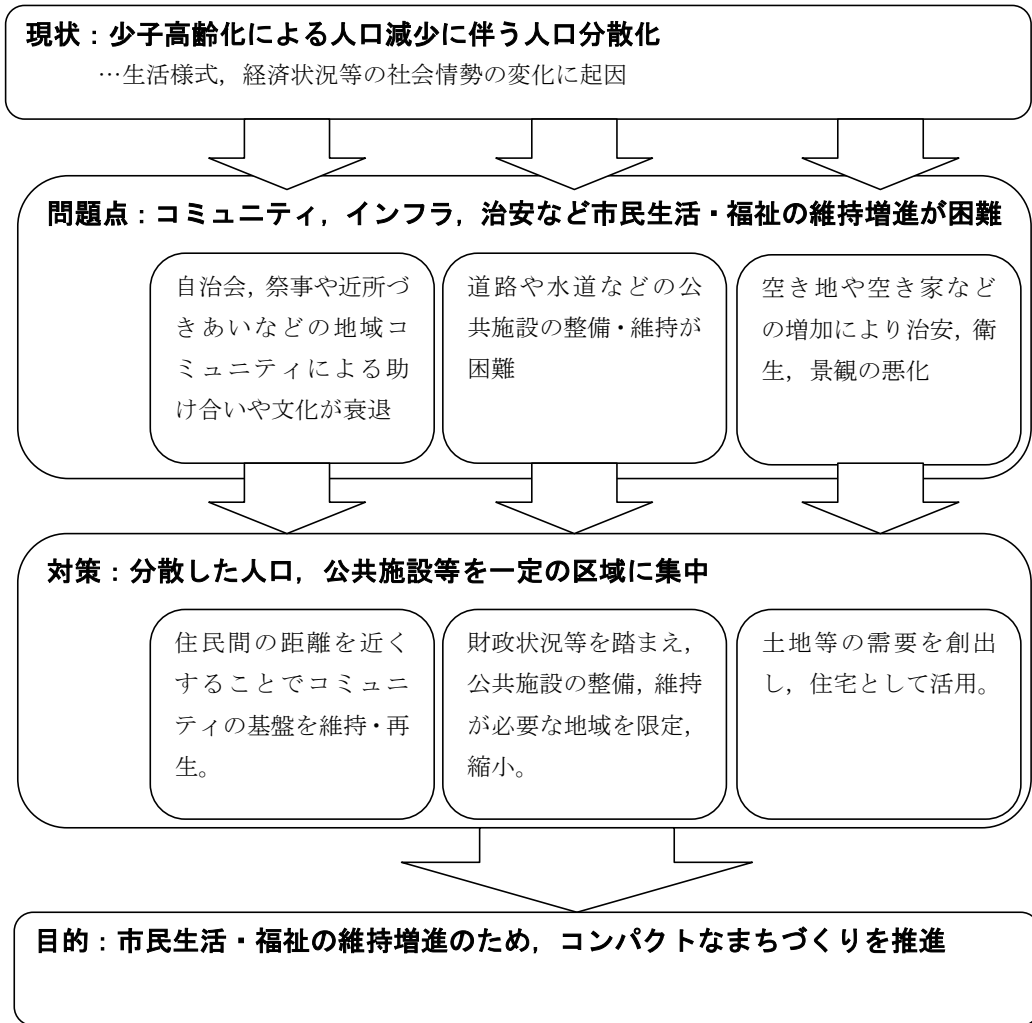 現状：少子高齢化による人口減少に伴う人口分散化
…生活様式，経済状況等の社会情勢の変化に起因
問題点：コミュニティ，インフラ，治安など市民生活・福祉の維持増進が困難
自治会，祭事や近所づ
きあいなどの地域コ
ミュニティによる助
け合いや文化が衰退
道路や水道などの公
共施設の整備・維持が
困難
空き地や空き家など
の増加により治安，衛
生，景観の悪化
対策：分散した人口，公共施設等を一定の区域に集中
住民間の距離を近く
することでコミュニ
ティの基盤を維持・再
生。
財政状況等を踏まえ，
公共施設の整備，維持
が必要な地域を限定，
縮小。
土地等の需要を創出
し，住宅として活用。
目的：市民生活・福祉の維持増進のため，コンパクトなまちづくりを推進